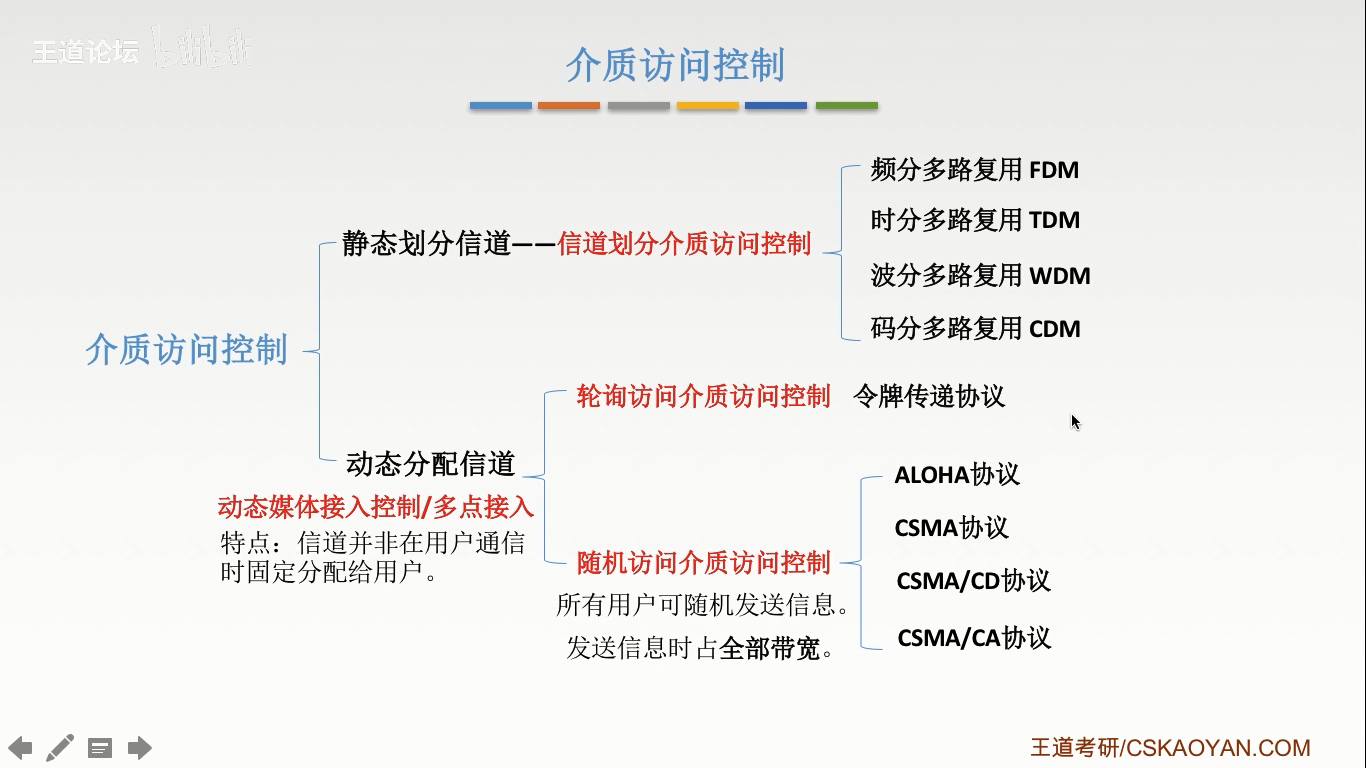 王道论坛 bilibili
介质访问控制
频分多路复用 FDM
时分多路复用 TDM
静态划分信道——信道划分介质访问控制
波分多路复用 WDM
码分多路复用 CDM
介质访问控制
轮询访问介质访问控制 令牌传递协议
动态分配信道
动态媒体接入控制/多点接入
特点：信道并非在用户通信
时固定分配给用户。
ALOHA协议
CSMA协议
随机访问介质访问控制
CSMA/CD协议
所有用户可随机发送信息。
发送信息时占全部带宽。
CSMA/CA协议
王道考研/CSKAOYAN.COM